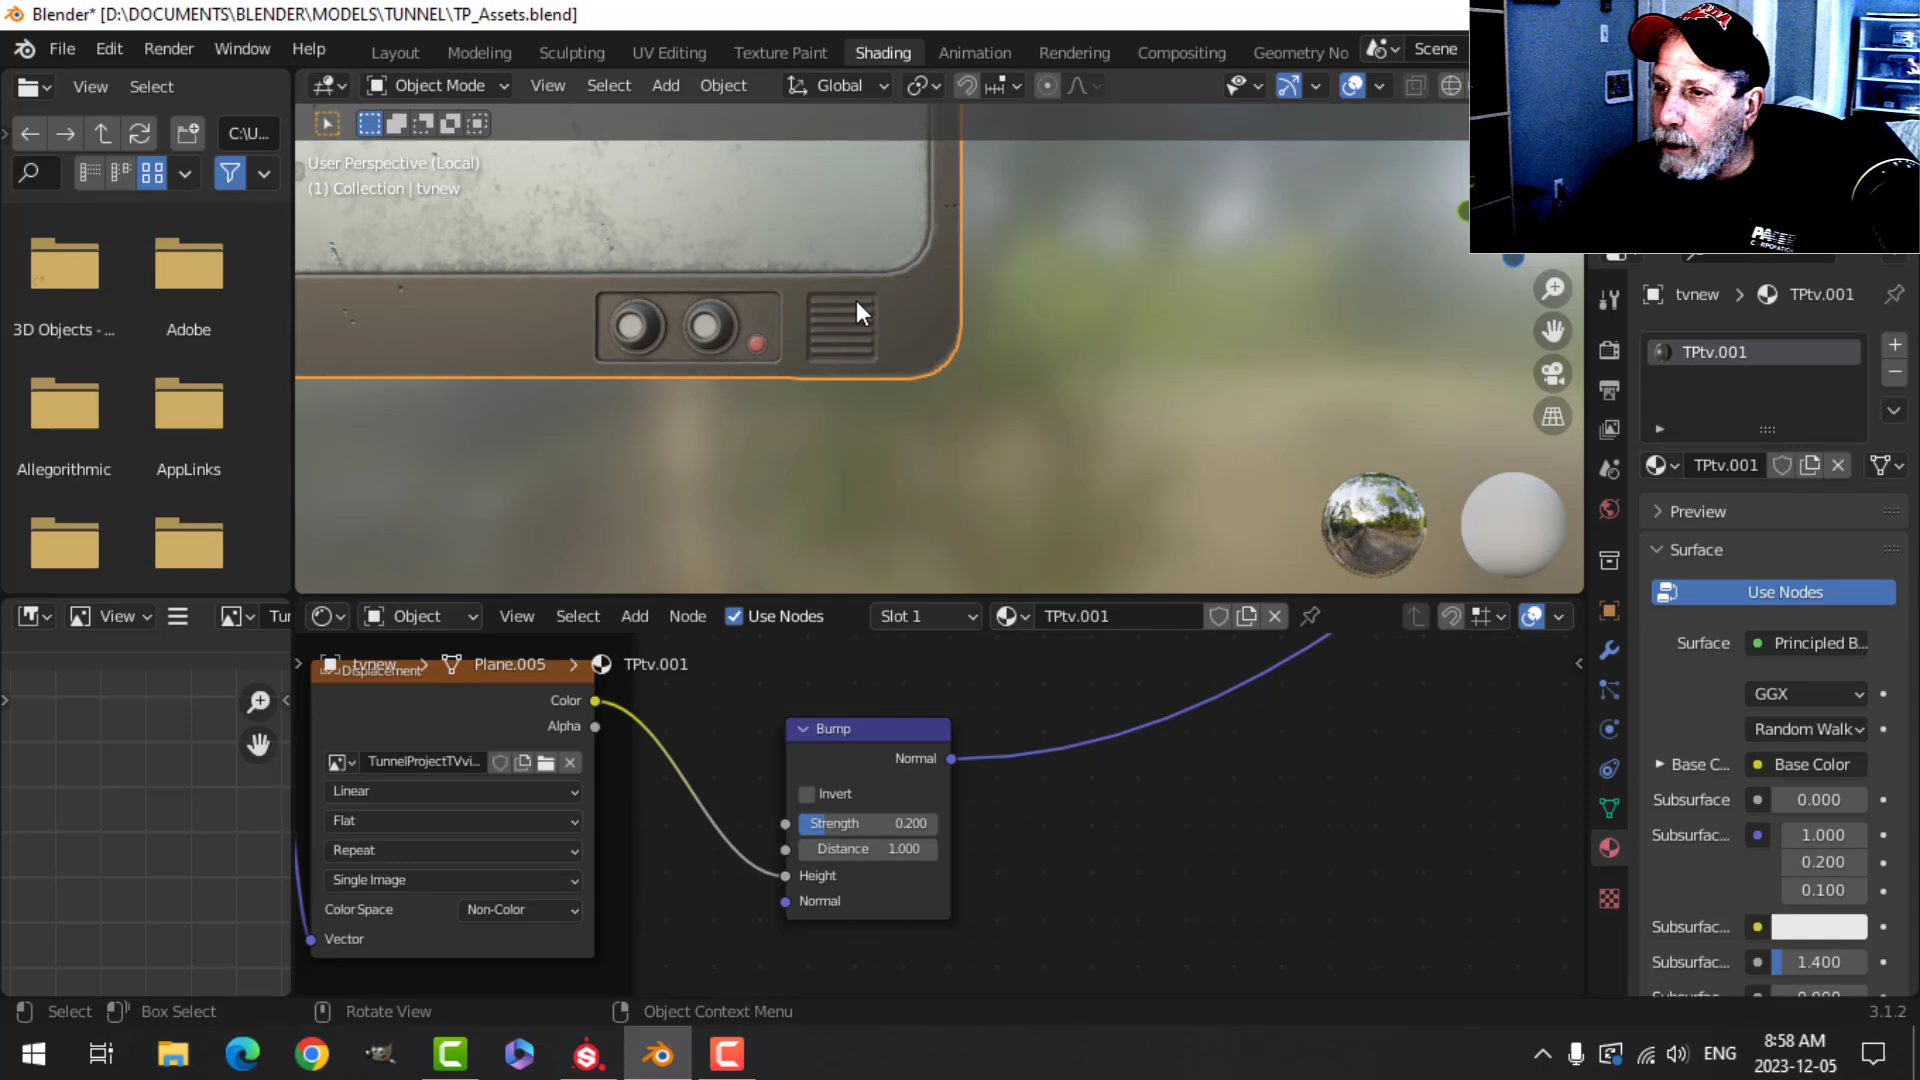 Blender* [D:\DOCUMENTS\BLENDER\MODELS\TUNNEL\TP_Assets.blend]
File Edit Render Window Help
Layout Modeling Sculpting UV Editing Texture Paint Shading Animation Rendering Compositing Geometry No Scene
View Select
Object Mode View Select Add Object Global
C:\U...
User Perspective (Local)
(1) Collection | tvnew
3D Objects - ... Adobe
Allegorithmic AppLinks
tvnew TPtv.001
TPtv.001
TPtv.001
Preview
Surface
Use Nodes
Surface Principled B...
GGX
Random Walk
Base C... Base Color
Subsurface 0.000
Subsurfac... 1.000
0.200
0.100
Subsurfac...
Subsurfac... 1.400
View Tur
Object View Select Add Node Use Nodes Slot 1 TPtv.001
tvnew Plane.005 TPtv.001
Displacement
Color
Alpha
TunnelProjectTVvi...
Linear
Flat
Repeat
Single Image
Color Space Non-Color
Vector
Bump
Normal
Invert
Strength 0.200
Distance 1.000
Height
Normal
Select Box Select Rotate View Object Context Menu 3.1.2
ENG
8:58 AM
2023-12-05